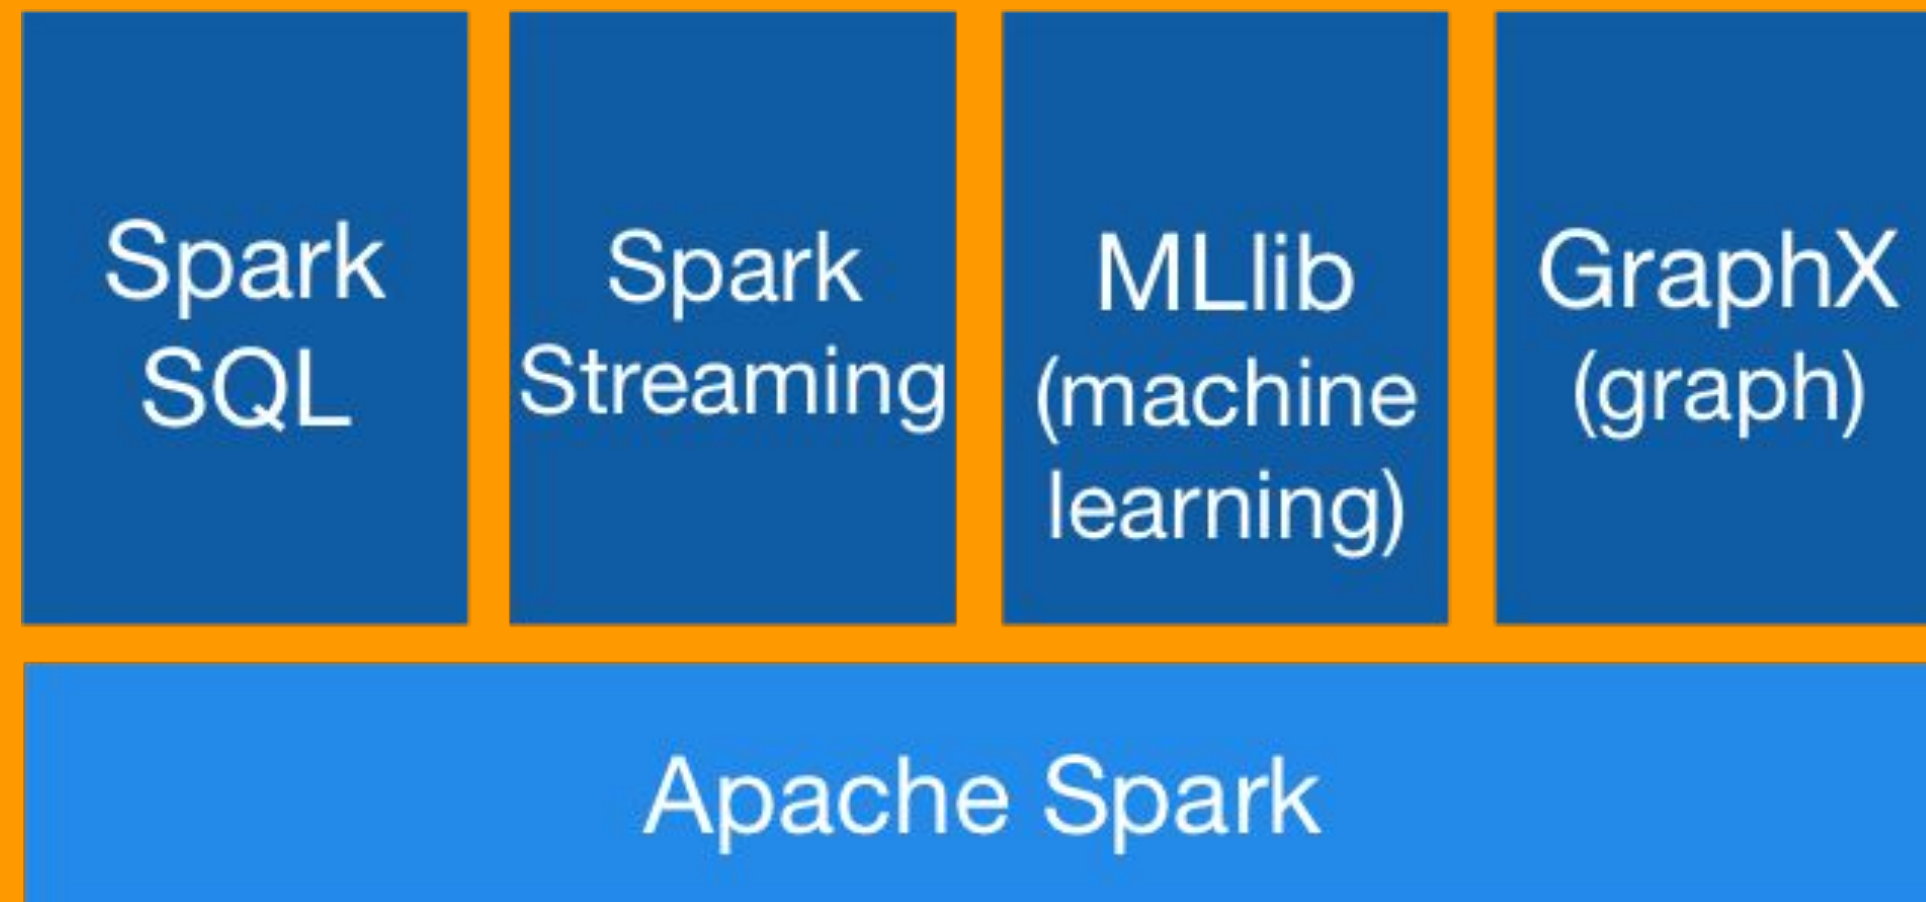 Spark
SQL
Spark
Streaming
MLlib
(machine
learning)
GraphX
(graph)
Apache Spark